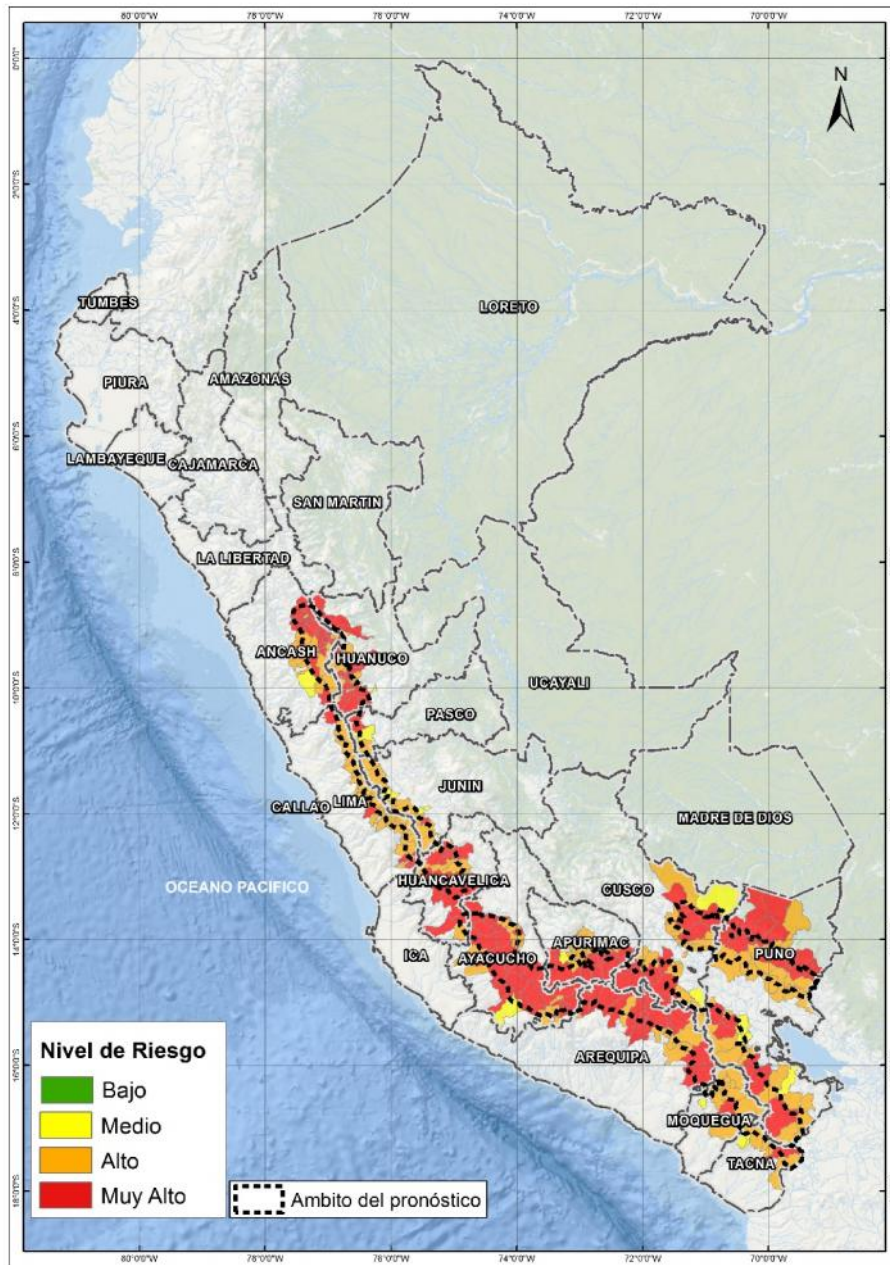 80°0'0"O 78°0'0"O 76°0'0"O 74°0'0"O 72°0'0"O 70°0'0"O
0°0'0"
N
2°0'0"S
TUMBES
LORETO
4°0'0"S
PIURA
AMAZONAS
6°0'0"S
LAMBAYEQUE
CAJAMARCA
SAN MARTIN
LA LIBERTAD
8°0'0"S
ANCASH
HUANUCO
UCAYALI
10°0'0"S
PASCO
JUNIN
CALLAO
LIMA
12°0'0"S
MADRE DE DIOS
HUANCAVELICA
OCEANO PACIFICO
CUSCO
14°0'0"S
ICA
AYACUCHO
APURIMAC
PUNO
AREQUIPA
16°0'0"S
MOQUEGUA
TACNA
18°0'0"S
Nivel de Riesgo
Bajo
Medio
Alto
Muy Alto
Ambito del pronóstico
80°0'0"O 78°0'0"O 76°0'0"O 74°0'0"O 72°0'0"O 70°0'0"O